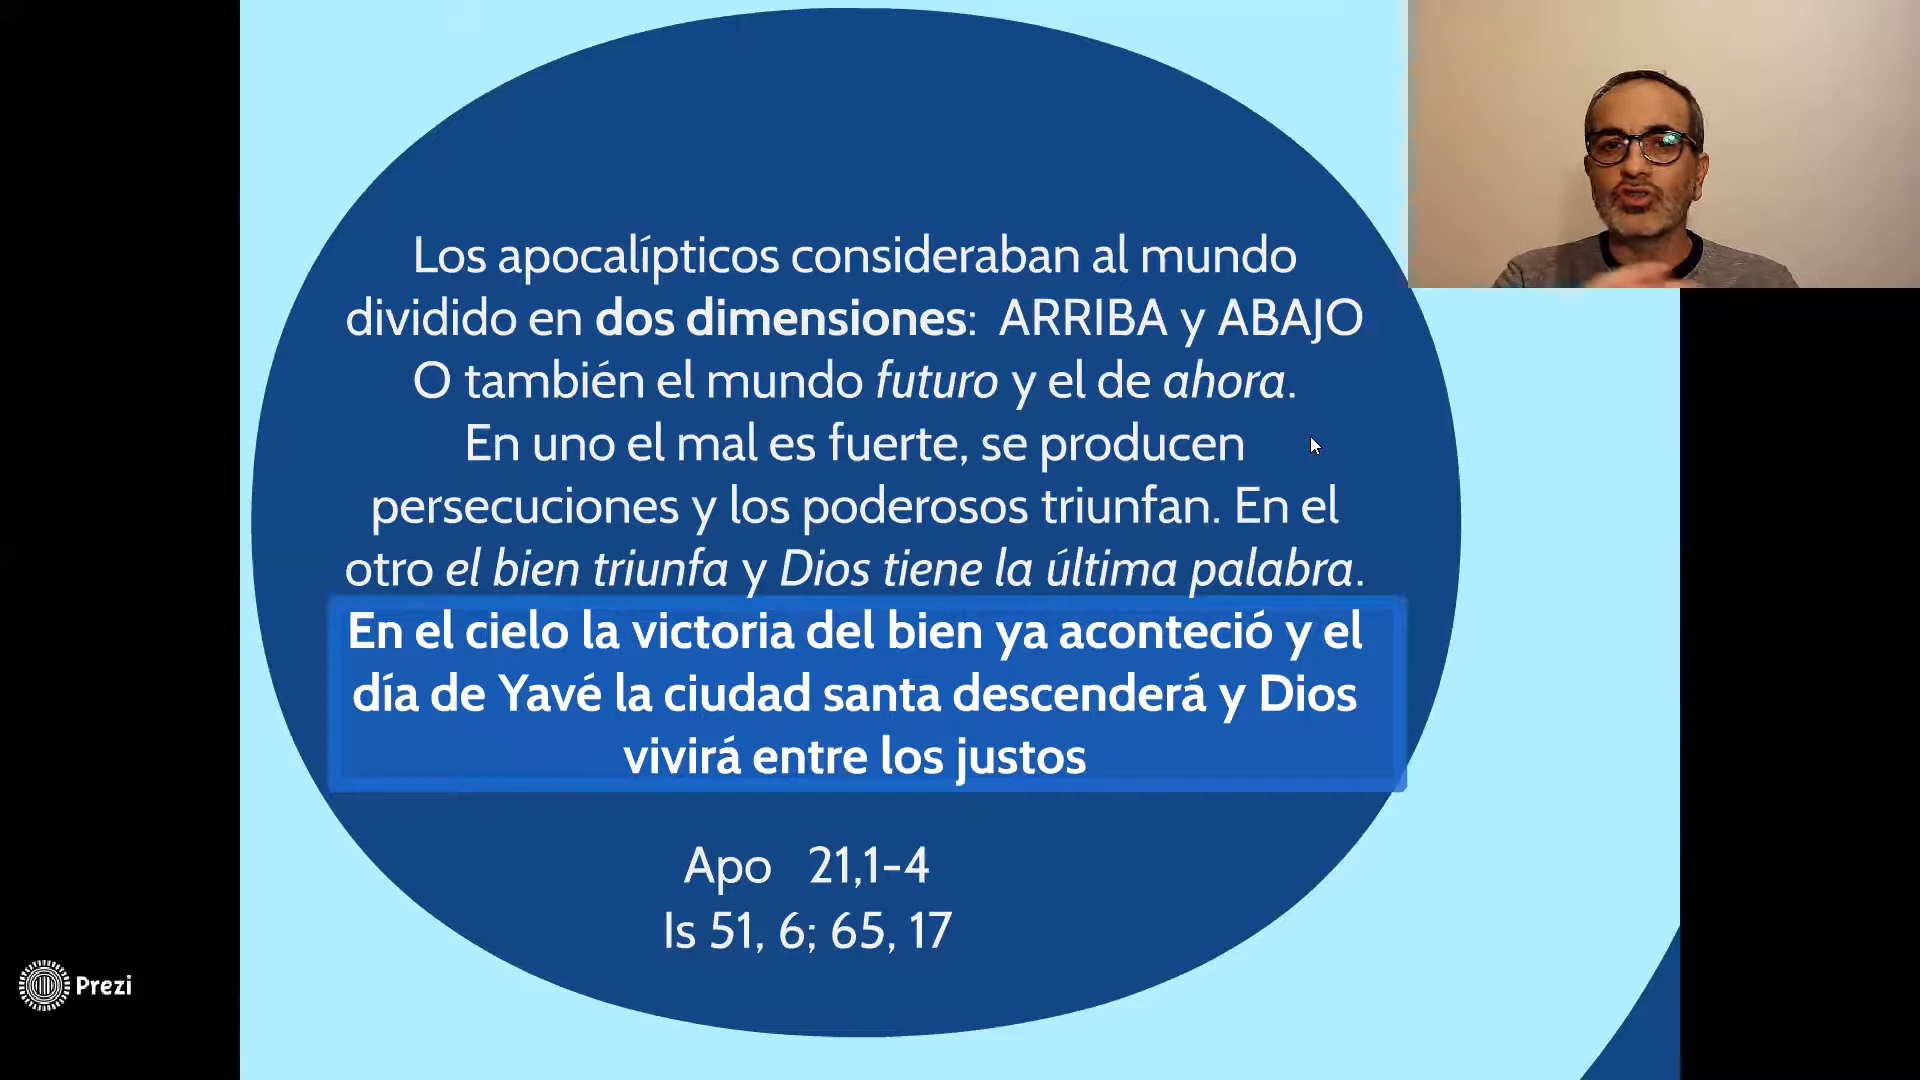 Los apocalípticos consideraban al mundo
dividido en dos dimensiones: ARRIBA y ABAJO
O también el mundo futuro y el de ahora.
En uno el mal es fuerte, se producen
persecuciones y los poderosos triunfan. En el
otro el bien triunfa y Dios tiene la última palabra.
En el cielo la victoria del bien ya aconteció y el
día de Yavé la ciudad santa descenderá y Dios
vivirá entre los justos
Apo 21,1-4
Is 51, 6; 65, 17
Prezi